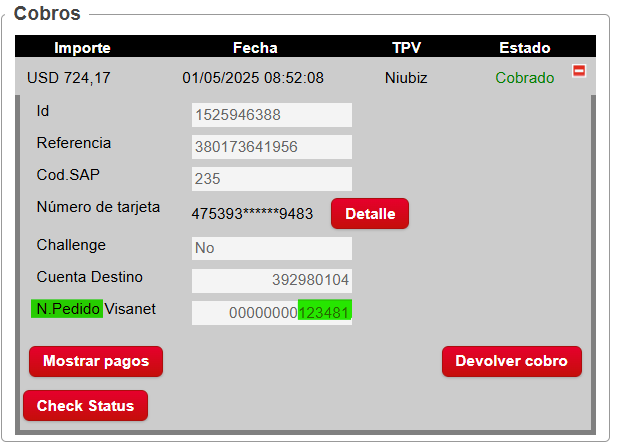 Cobros
Importe Fecha TPV Estado
USD 724,17 01/05/2025 08:52:08 Niubiz Cobrado
Id 1525946388
Referencia 380173641956
Cod.SAP 235
Número de tarjeta 475393******9483 Detalle
Challenge No
Cuenta Destino 392980104
N.Pedido Visanet 00000000123481
Mostrar pagos Devolver cobro
Check Status